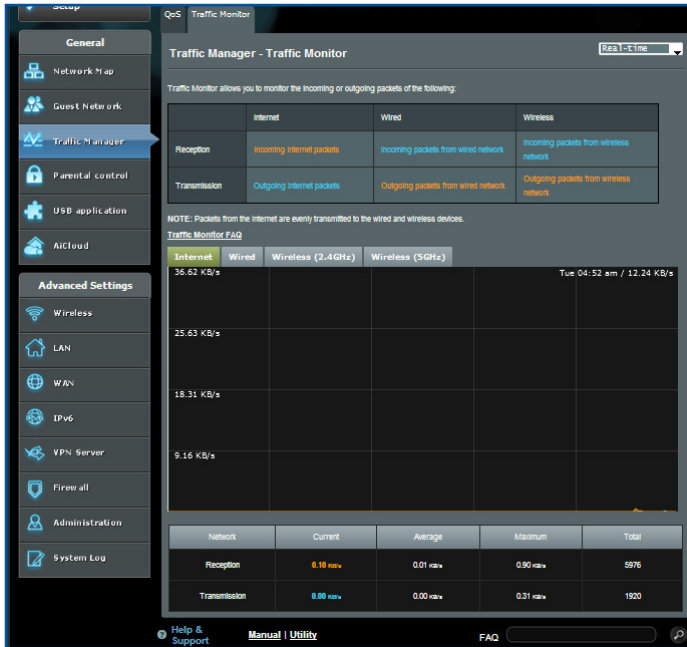 Setup
QoS Traffic Monitor
General
Network Map
Guest Network
Traffic Manager
Parental control
USB application
AiCloud
Advanced Settings
Wireless
LAN
WAN
IPv6
VPN Server
Firewall
Administration
System Log
Traffic Manager - Traffic Monitor
Real-time
Traffic Monitor allows you to monitor the incoming or outgoing packets of the following:
Internet Wired Wireless
Reception Incoming Internet packets Incoming packets from wired network Incoming packets from wireless network
Transmission Outgoing Internet packets Outgoing packets from wired network Outgoing packets from wireless network
NOTE: Packets from the Internet are evenly transmitted to the wired and wireless devices.
Traffic Monitor FAQ
Internet Wired Wireless (2.4GHz) Wireless (5GHz)
36.62 KB/s Tue 04:52 am / 12.24 KB/s
25.63 KB/s
18.31 KB/s
9.16 KB/s
Network Current Average Maximum Total
Reception 0.10 KB/s 0.01 KB/s 0.90 KB/s 5976
Transmission 0.00 KB/s 0.00 KB/s 0.31 KB/s 1920
Help & Support Manual | Utility FAQ